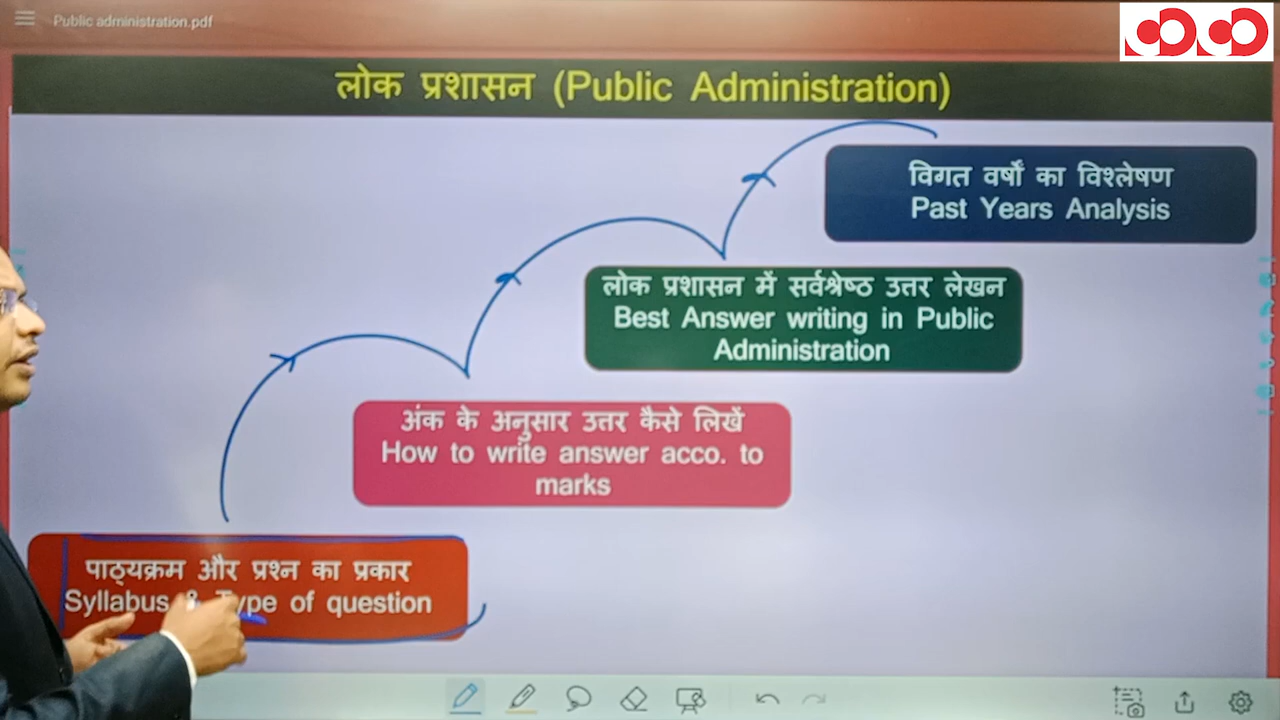 Public administration.pdf
लोक प्रशासन (Public Administration)
विगत वर्षों का विश्लेषण
Past Years Analysis
लोक प्रशासन में सर्वश्रेष्ठ उत्तर लेखन
Best Answer writing in Public
Administration
अंक के अनुसार उत्तर कैसे लिखें
How to write answer acco. to
marks
पाठ्यक्रम और प्रश्न का प्रकार
Syllabus & Type of question